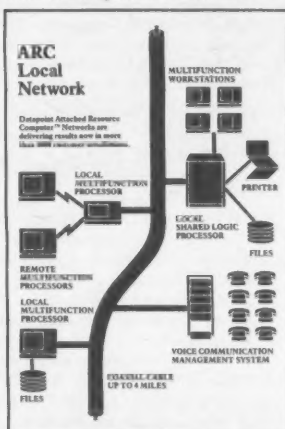 ARC
Local
Network
Datapoint Attached Resource
Computer™ Networks are
delivering results now in more
than customer installations.
MULTIFUNCTION
WORKSTATIONS
LOCAL
MULTIFUNCTION
PROCESSOR
PRINTER
LOCAL
SHARED LOGIC
PROCESSOR
FILES
REMOTE
MULTIFUNCTION
PROCESSORS
LOCAL
MULTIFUNCTION
PROCESSOR
VOICE COMMUNICATION
MANAGEMENT SYSTEM
COAXIAL CABLE
UP TO 4 MILES
FILES